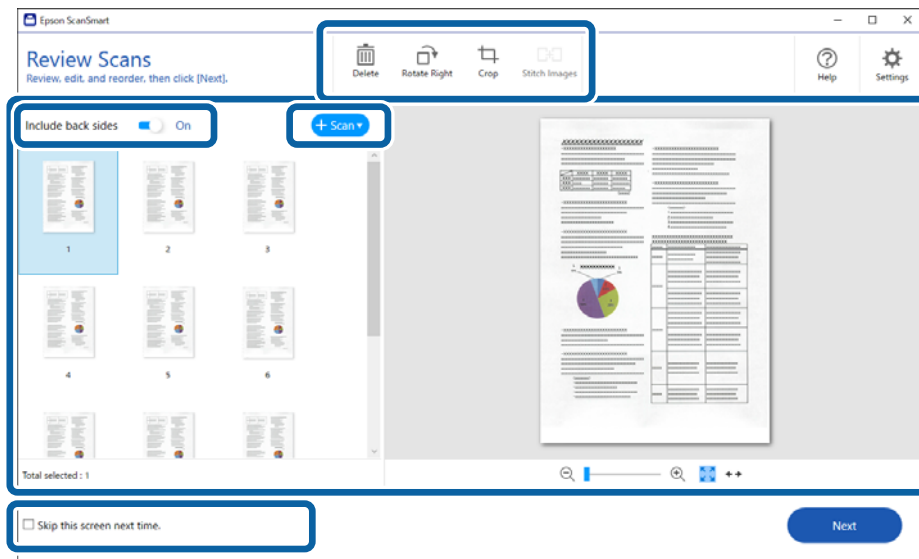 Epson ScanSmart
Review Scans
Review, edit, and reorder, then click [Next].
Delete
Rotate Right
Crop
Stitch Images
Help
Settings
Include back sides
On
+ Scan
1
2
3
4
5
6
Total selected : 1
Skip this screen next time.
Next